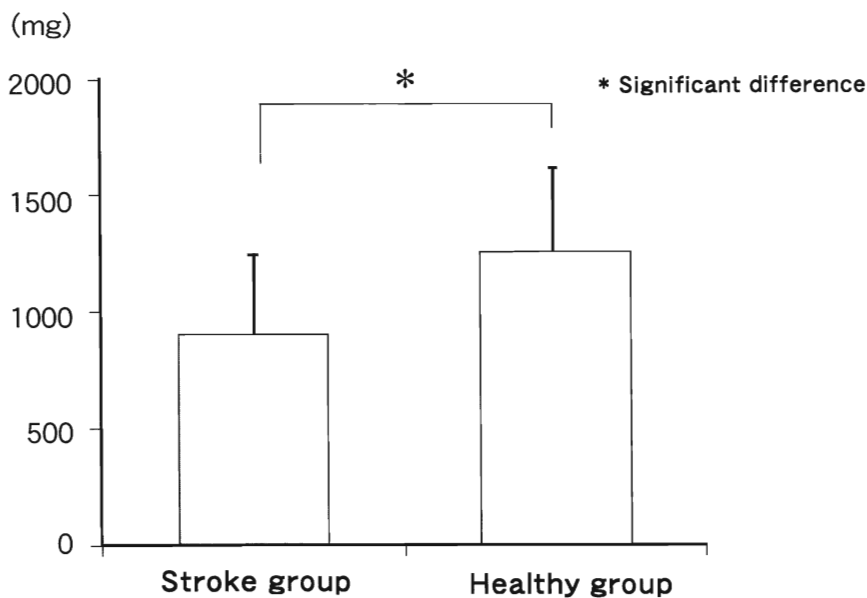 (mg)
2000
*
* Significant difference
1500
1000
500
0
Stroke group
Healthy group